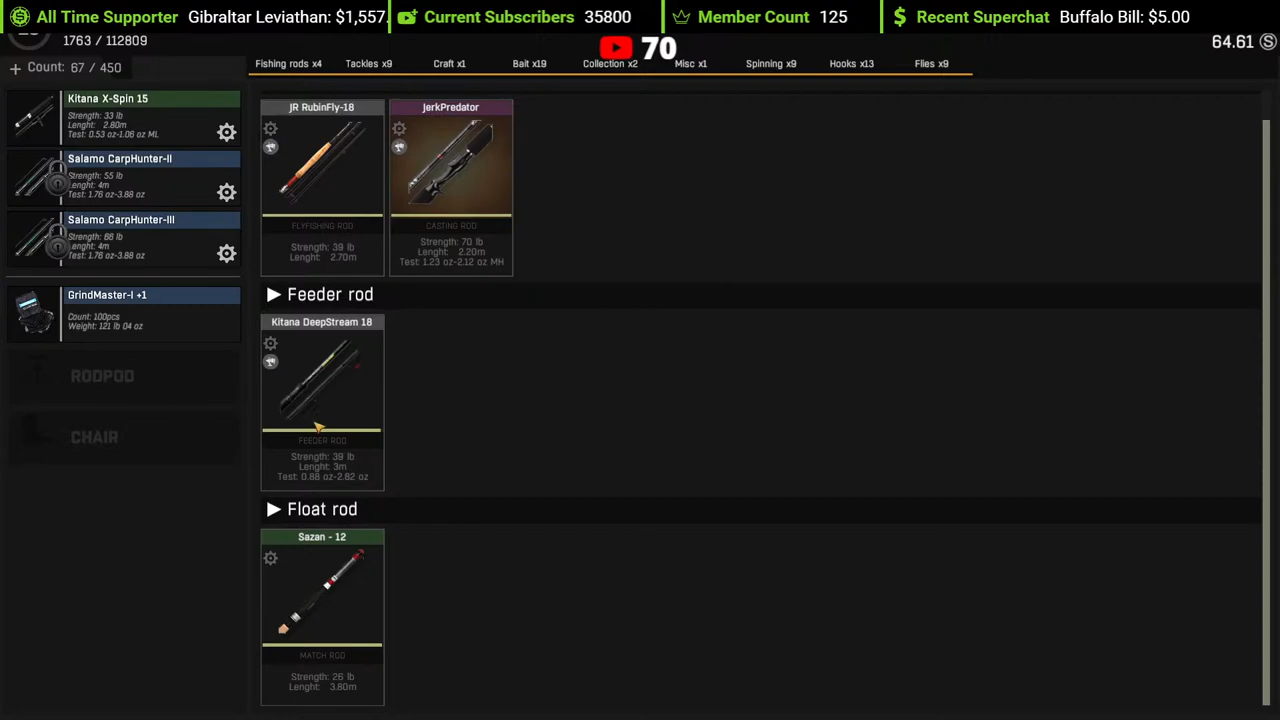 All Time Supporter Gibraltar Leviathan: $1,557.
Current Subscribers 35800
Member Count 125
Recent Superchat Buffalo Bill: $5.00
1763 / 112809
70
64.61
+ Count: 67 / 450
Fishing rods x4 Tackles x9 Craft x1 Bait x19 Collection x2 Misc x1 Spinning x9 Hooks x13 Flies x9
Kitana X-Spin 15
Strength: 33 lb
Length: 2.80m
Test: 0.53 oz-1.06 oz ML
Salamo CarpHunter-II
Strength: 55 lb
Length: 4m
Test: 1.76 oz-3.88 oz
Salamo CarpHunter-III
Strength: 66 lb
Length: 4m
Test: 1.76 oz-3.88 oz
GrindMaster-I +1
Count: 100pcs
Weight: 121 lb 04 oz
RODPOD
CHAIR
JR RubinFly-18
FLYFISHING ROD
Strength: 39 lb
Lenght: 2.70m
JerkPredator
CASTING ROD
Strength: 70 lb
Lenght: 2.20m
Test: 1.23 oz-2.12 oz MH
Feeder rod
Kitana DeepStream 18
FEEDER ROD
Strength: 39 lb
Lenght: 3m
Test: 0.88 oz-2.82 oz
Float rod
Sazan - 12
MATCH ROD
Strength: 26 lb
Lenght: 3.80m